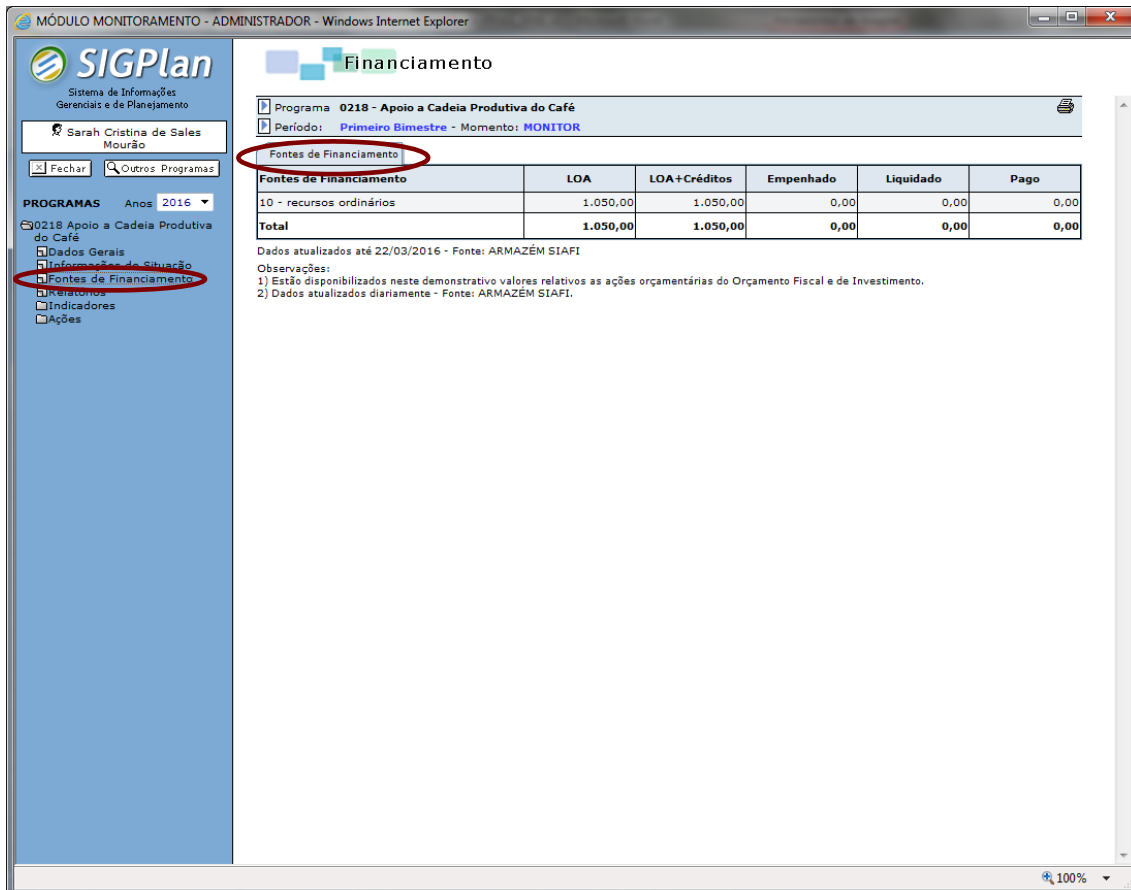 MÓDULO MONITORAMENTO - ADMINISTRADOR - Windows Internet Explorer
SIGPlan
Sistema de Informações
Gerenciais e de Planejamento
Sarah Cristina de Sales
Mourão
Fechar Outros Programas
PROGRAMAS Anos 2016
0218 Apoio a Cadeia Produtiva
do Café
Dados Gerais
Informações de Situação
Fontes de Financiamento
Relatórios
Indicadores
Ações
Financiamento
Programa 0218 - Apoio a Cadeia Produtiva do Café
Período: Primeiro Bimestre - Momento: MONITOR
Fontes de Financiamento
Fontes de Financiamento LOA LOA+Créditos Empenhado Liquidado Pago
10 - recursos ordinários 1.050,00 1.050,00 0,00 0,00 0,00
Total 1.050,00 1.050,00 0,00 0,00 0,00
Dados atualizados até 22/03/2016 - Fonte: ARMAZÉM SIAFI
Observações:
1) Estão disponibilizados neste demonstrativo valores relativos as ações orçamentárias do Orçamento Fiscal e de Investimento.
2) Dados atualizados diariamente - Fonte: ARMAZÉM SIAFI.
100%